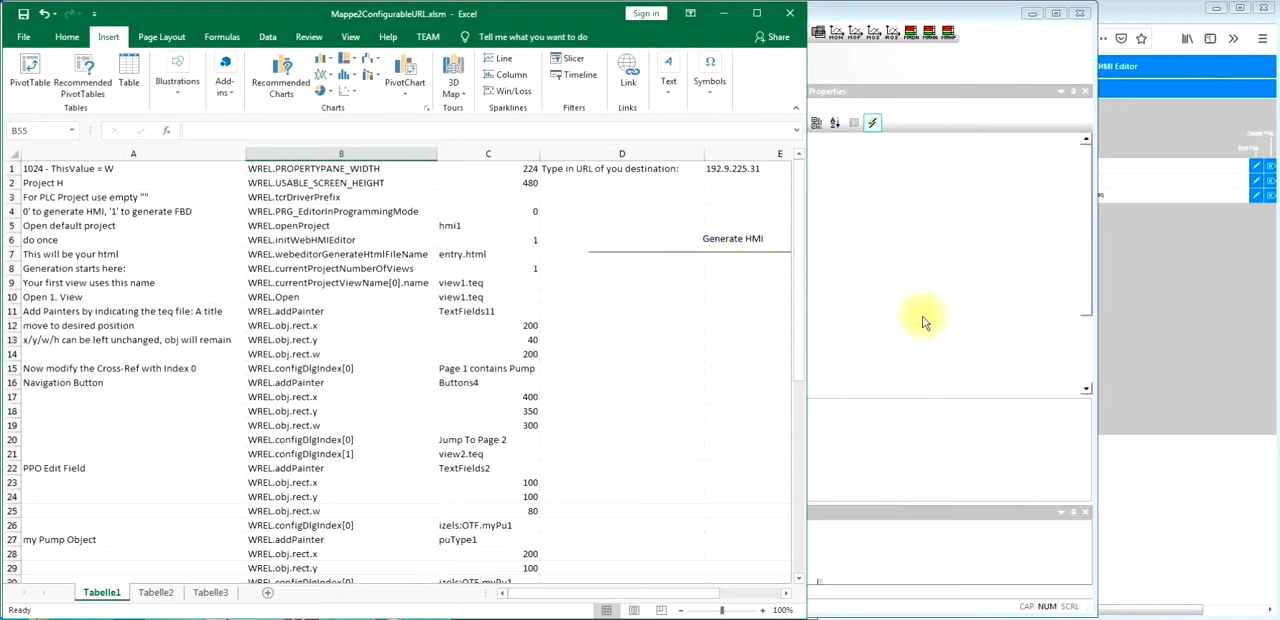 Mappe2ConfigurableURL.xlsm - Excel
Sign in
File Home Insert Page Layout Formulas Data Review View Help TEAM Tell me what you want to do Share
PivotTable
Recommended PivotTables
Table
Illustrations
Add-ins
Recommended Charts
PivotChart
3D Map
Line
Column
Win/Loss
Slicer
Timeline
Link
Text
Symbols
Tables
Charts
Tours
Sparklines
Filters
Links
B55
fx
A B C D E
1 1024 - ThisValue = W WREL.PROPERTYPANE_WIDTH 224 Type in URL of you destination: 192.9.225.31
2 Project H WREL.USABLE_SCREEN_HEIGHT 480
3 For PLC Project use empty "" WREL.tcrDriverPrefix
4 0' to generate HMI, '1' to generate FBD WREL.PRG_EditorInProgrammingMode 0
5 Open default project WREL.openProject hmi1
6 do once WREL.initWebHMIEditor 1 Generate HMI
7 This will be your html WREL.webeditorGenerateHtmlFileName entry.html
8 Generation starts here: WREL.currentProjectNumberOfViews 1
9 Your first view uses this name WREL.currentProjectViewName[0].name view1.teq
10 Open 1. View WREL.Open view1.teq
11 Add Painters by indicating the teq file: A title WREL.addPainter TextFields11
12 move to desired position WREL.obj.rect.x 200
13 x/y/w/h can be left unchanged, obj will remain WREL.obj.rect.y 40
14 WREL.obj.rect.w 200
15 Now modify the Cross-Ref with Index 0 WREL.configDlgIndex[0] Page 1 contains Pump
16 Navigation Button WREL.addPainter Buttons4
17 WREL.obj.rect.x 400
18 WREL.obj.rect.y 350
19 WREL.obj.rect.w 300
20 WREL.configDlgIndex[0] Jump To Page 2
21 WREL.configDlgIndex[1] view2.teq
22 PPO Edit Field WREL.addPainter TextFields2
23 WREL.obj.rect.x 100
24 WREL.obj.rect.y 100
25 WREL.obj.rect.w 80
26 WREL.configDlgIndex[0] izels:OTF.myPu1
27 my Pump Object WREL.addPainter puType1
28 WREL.obj.rect.x 200
29 WREL.obj.rect.y 100
30 WREL.configDlgIndex[0] izels:OTF.myPu1
Tabelle1 Tabelle2 Tabelle3
Ready
100%
Properties
CAP NUM SCRL
HMI Editor